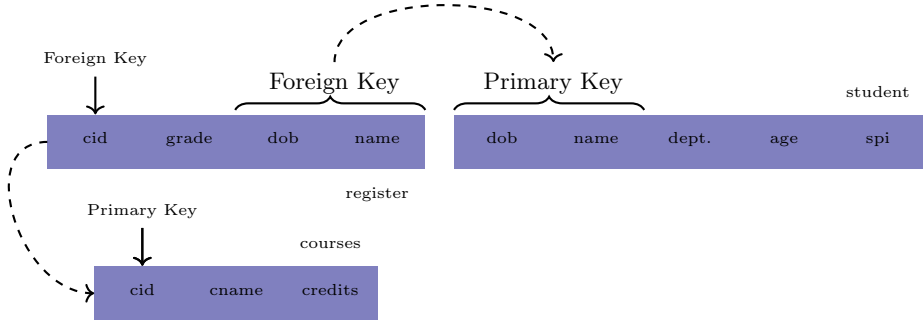 Foreign Key
Foreign Key Primary Key
student
cid grade dob name dob name dept. age spi
register
Primary Key
courses
cid cname credits